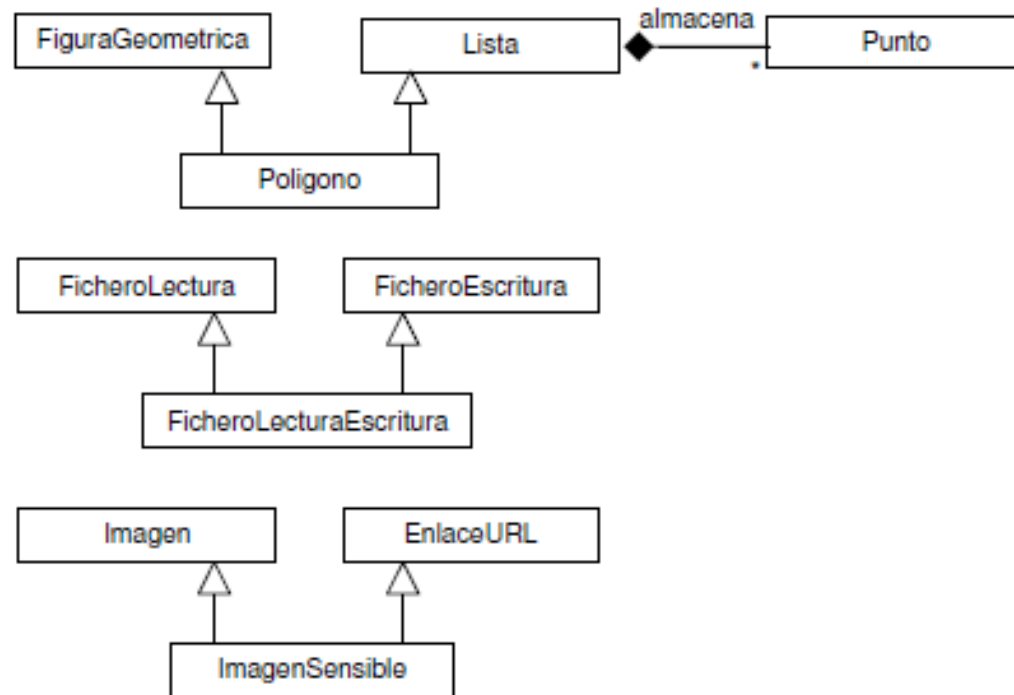 FiguraGeometrica
Lista
almacena
*
Punto
Poligono
FicheroLectura
FicheroEscritura
FicheroLecturaEscritura
Imagen
EnlaceURL
ImagenSensible